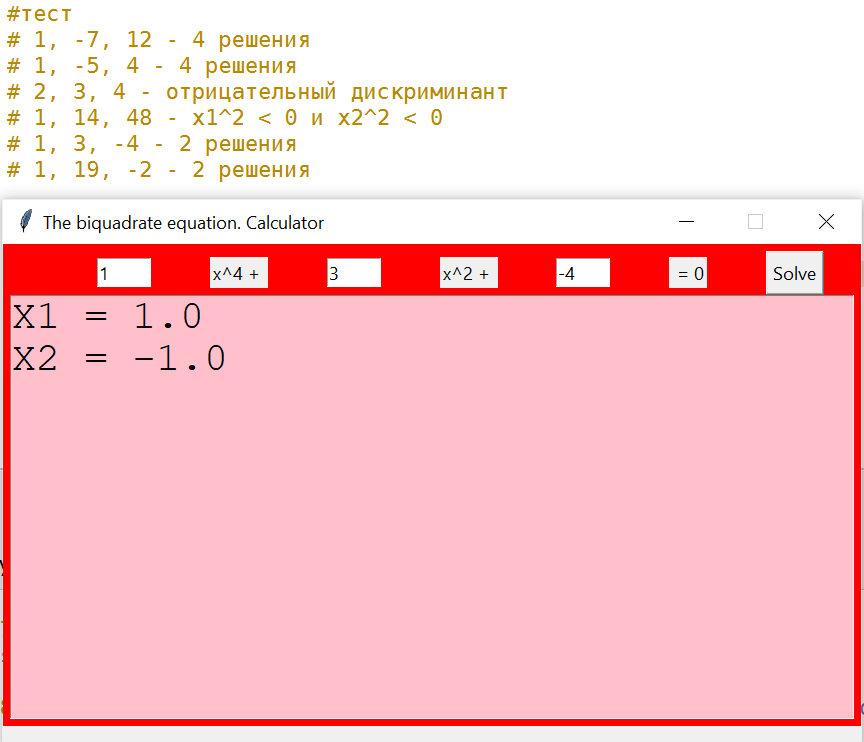 #тест
# 1, -7, 12 - 4 решения
# 1, -5, 4 - 4 решения
# 2, 3, 4 - отрицательный дискриминант
# 1, 14, 48 - x1^2 < 0 и x2^2 < 0
# 1, 3, -4 - 2 решения
# 1, 19, -2 - 2 решения
The biquadrate equation. Calculator
1 x^4 + 3 x^2 + -4 = 0 Solve
X1 = 1.0
X2 = -1.0